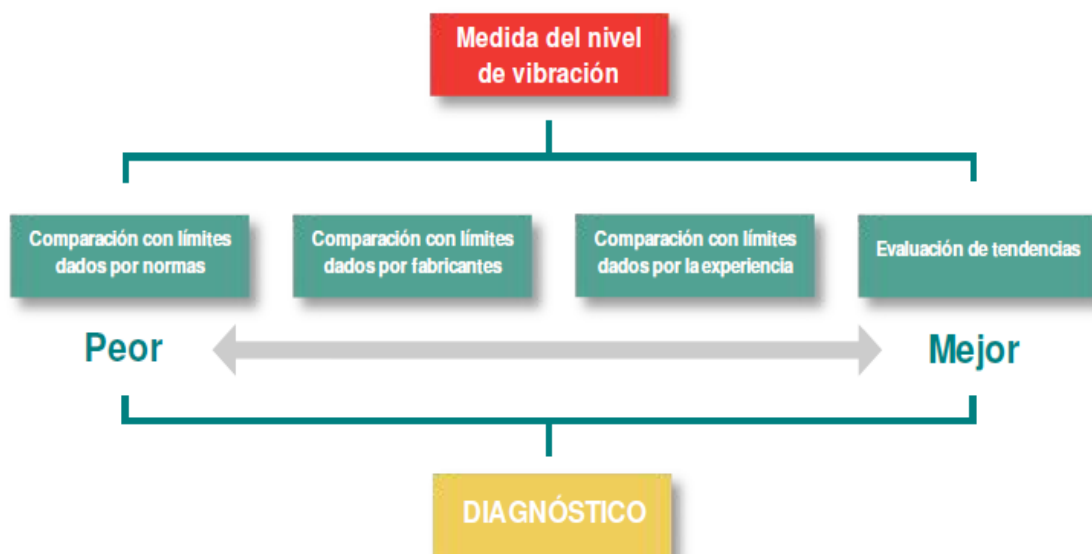 Medida del nivel
de vibración
Comparación con límites
dados por normas
Comparación con límites
dados por fabricantes
Comparación con límites
dados por la experiencia
Evaluación de tendencias
Peor
Mejor
DIAGNÓSTICO